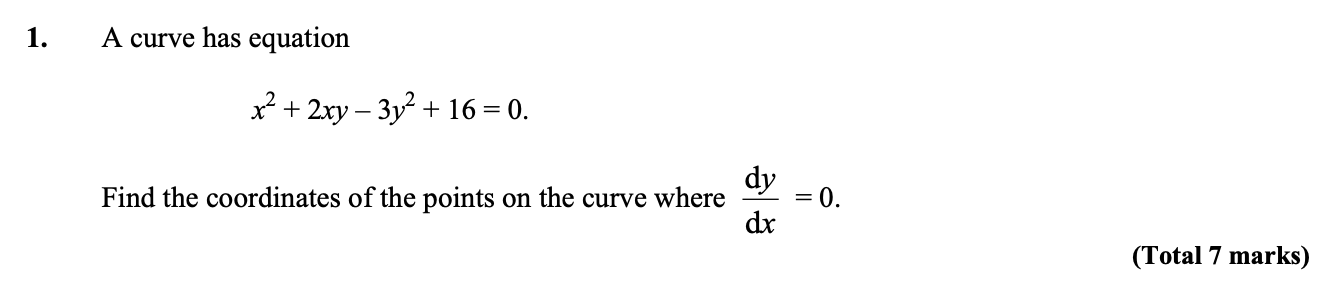 1. A curve has equation
x² + 2xy – 3y² + 16 = 0.
Find the coordinates of the points on the curve where dy/dx = 0.
(Total 7 marks)